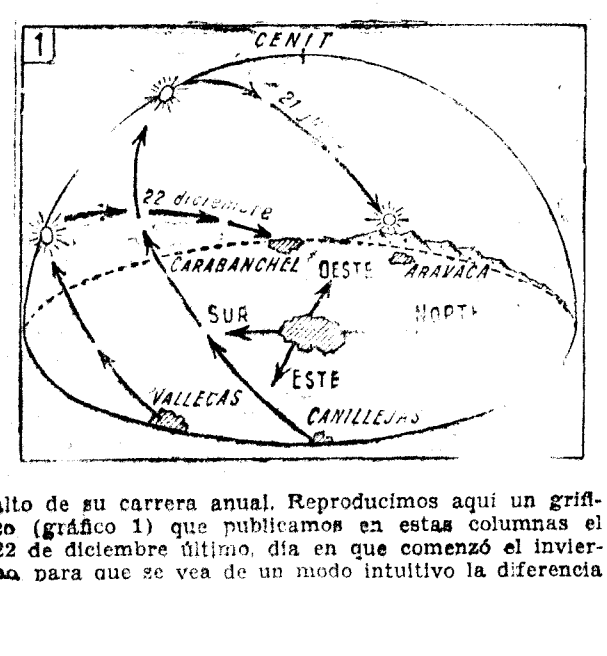 1
CENIT
21
22 diciembre
CARABANCHEL
OESTE
ARAVACA
SUR
NORTE
ESTE
VALLECAS
CANILLEJAS
alto de su carrera anual. Reproducimos aquí un gráfi-
co (gráfico 1) que publicamos en estas columnas el
22 de diciembre último, día en que comenzó el invier-
no para que se vea de un modo intuitivo la diferencia